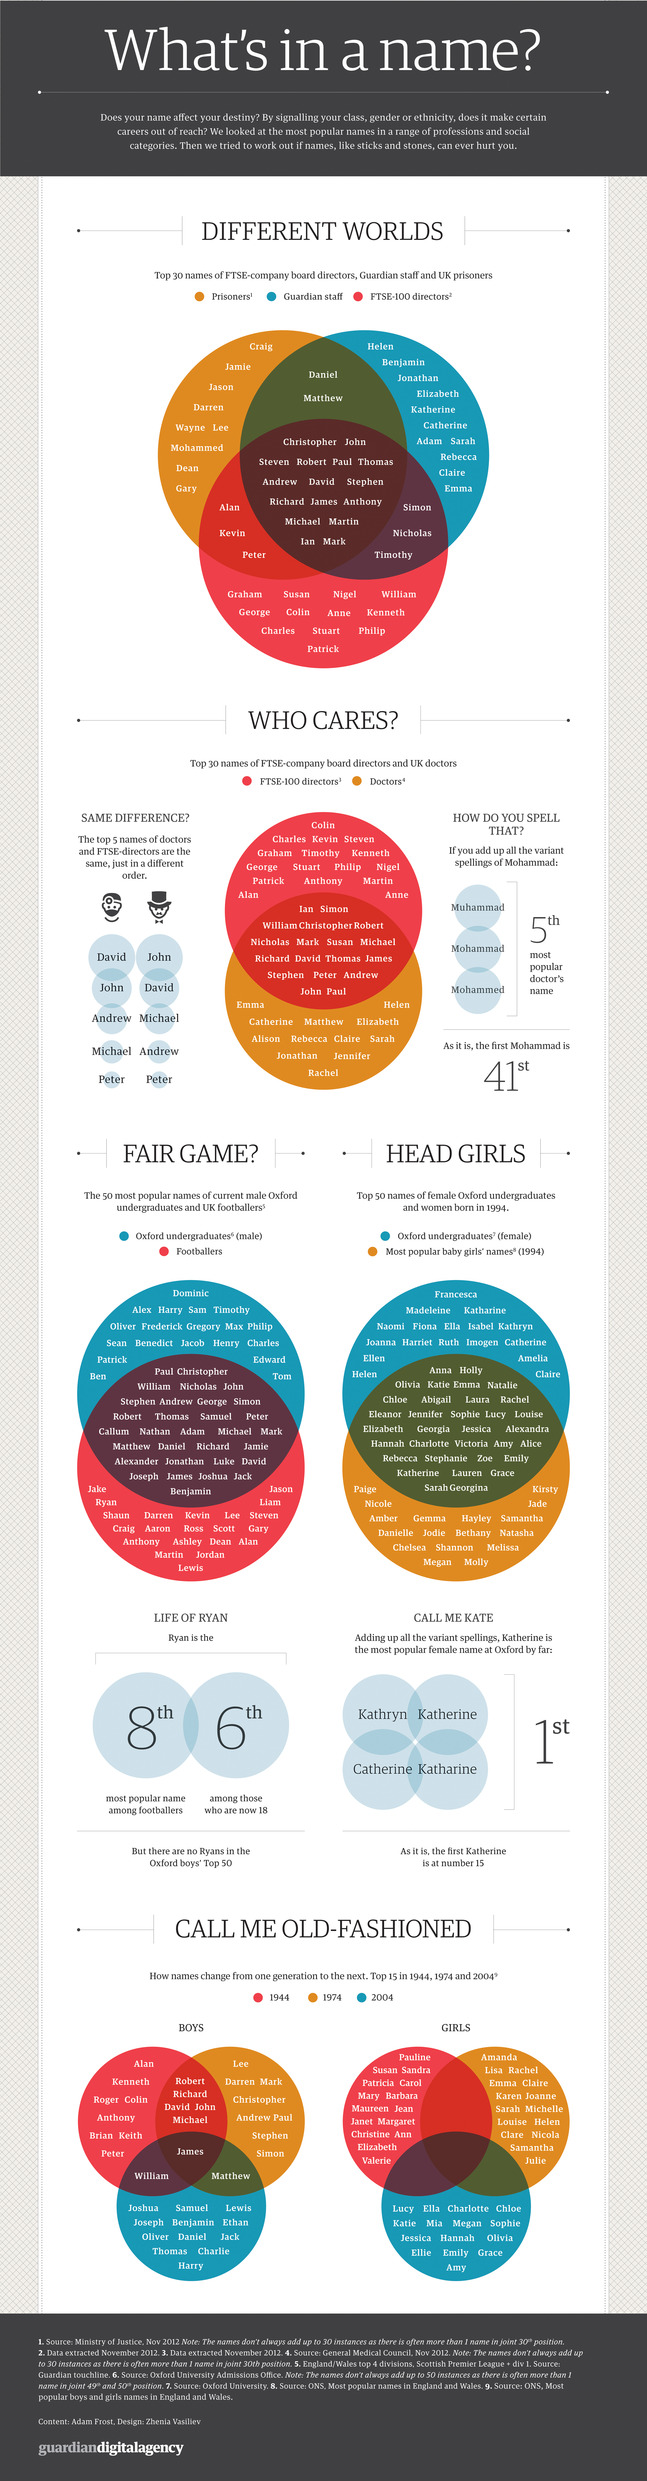 What's in a name?
Does your name affect your destiny? By signalling your class, gender or ethnicity, does it make certain
careers out of reach? We looked at the most popular names in a range of professions and social
categories. Then we tried to work out if names, like sticks and stones, can ever hurt you.
DIFFERENT WORLDS
Top 30 names of FTSE-company board directors, Guardian staff and UK prisoners
Prisoners¹ Guardian staff FTSE-100 directors²
Craig
Jamie
Jason
Darren
Wayne Lee
Mohammed
Dean
Gary
Daniel
Matthew
Helen
Benjamin
Jonathan
Elizabeth
Katherine
Catherine
Adam Sarah
Rebecca
Claire
Emma
Christopher John
Steven Robert Paul Thomas
Andrew David Stephen
Richard James Anthony
Michael Martin
Ian Mark
Alan
Kevin
Peter
Simon
Nicholas
Timothy
Graham Susan Nigel William
George Colin Anne Kenneth
Charles Stuart Philip
Patrick
WHO CARES?
Top 30 names of FTSE-company board directors and UK doctors
FTSE-100 directors³ Doctors⁴
SAME DIFFERENCE?
The top 5 names of doctors
and FTSE-directors are the
same, just in a different
order.
David John
John David
Andrew Michael
Michael Andrew
Peter Peter
Colin
Charles Kevin Steven
Graham Timothy Kenneth
George Stuart Philip Nigel
Patrick Anthony Martin
Alan Anne
Ian Simon
William Christopher Robert
Nicholas Mark Susan Michael
Richard David Thomas James
Stephen Peter Andrew
John Paul
Emma Helen
Catherine Matthew Elizabeth
Alison Rebecca Claire Sarah
Jonathan Jennifer
Rachel
HOW DO YOU SPELL
THAT?
If you add up all the variant
spellings of Mohammad:
Muhammad
Mohammad
Mohammed
5th
most
popular
doctor's
name
As it is, the first Mohammad is
41st
FAIR GAME?
The 50 most popular names of current male Oxford
undergraduates and UK footballers⁵
Oxford undergraduates⁶ (male)
Footballers
Dominic
Alex Harry Sam Timothy
Oliver Frederick Gregory Max Philip
Sean Benedict Jacob Henry Charles
Patrick Edward
Ben Tom
Paul Christopher
William Nicholas John
Stephen Andrew George Simon
Robert Thomas Samuel Peter
Callum Nathan Adam Michael Mark
Matthew Daniel Richard Jamie
Alexander Jonathan Luke David
Joseph James Joshua Jack
Benjamin
Jake Jason
Ryan Liam
Shaun Darren Kevin Lee Steven
Craig Aaron Ross Scott Gary
Anthony Ashley Dean Alan
Martin Jordan
Lewis
HEAD GIRLS
Top 50 names of female Oxford undergraduates
and women born in 1994.
Oxford undergraduates⁷ (female)
Most popular baby girls' names⁸ (1994)
Francesca
Madeleine Katharine
Naomi Fiona Ella Isabel Kathryn
Joanna Harriet Ruth Imogen Catherine
Ellen Amelia
Helen Claire
Anna Holly
Olivia Katie Emma Natalie
Chloe Abigail Laura Rachel
Eleanor Jennifer Sophie Lucy Louise
Elizabeth Georgia Jessica Alexandra
Hannah Charlotte Victoria Amy Alice
Rebecca Stephanie Zoe Emily
Katherine Lauren Grace
Sarah Georgina
Paige Kirsty
Nicole Jade
Amber Gemma Hayley Samantha
Danielle Jodie Bethany Natasha
Chelsea Shannon Melissa
Megan Molly
LIFE OF RYAN
Ryan is the
8th 6th
most popular name
among footballers
among those
who are now 18
But there are no Ryans in the
Oxford boys' Top 50
CALL ME KATE
Adding up all the variant spellings, Katherine is
the most popular female name at Oxford by far:
Kathryn Katherine
Catherine Katharine
1st
As it is, the first Katherine
is at number 15
CALL ME OLD-FASHIONED
How names change from one generation to the next. Top 15 in 1944, 1974 and 2004⁹
1944 1974 2004
BOYS
Alan
Kenneth
Roger Colin
Anthony
Brian Keith
Peter
Robert
Richard
David John
Michael
Lee
Darren Mark
Christopher
Andrew Paul
Stephen
Simon
James
William
Matthew
Joshua Samuel Lewis
Joseph Benjamin Ethan
Oliver Daniel Jack
Thomas Charlie
Harry
GIRLS
Pauline
Susan Sandra
Patricia Carol
Mary Barbara
Maureen Jean
Janet Margaret
Christine Ann
Elizabeth
Valerie
Amanda
Lisa Rachel
Emma Claire
Karen Joanne
Sarah Michelle
Louise Helen
Clare Nicola
Samantha
Julie
Lucy Ella Charlotte Chloe
Katie Mia Megan Sophie
Jessica Hannah Olivia
Ellie Emily Grace
Amy
1. Source: Ministry of Justice, Nov 2012 Note: The names don't always add up to 30 instances as there is often more than 1 name in joint 30th position.
2. Data extracted November 2012. 3. Data extracted November 2012. 4. Source: General Medical Council, Nov 2012. Note: The names don't always add up
to 30 instances as there is often more than 1 name in joint 30th position. 5. England/Wales top 4 divisions, Scottish Premier League + div 1. Source:
Guardian touchline. 6. Source: Oxford University Admissions Office. Note: The names don't always add up to 50 instances as there is often more than 1
name in joint 49th and 50th position. 7. Source: Oxford University. 8. Source: ONS, Most popular names in England and Wales. 9. Source: ONS, Most
popular boys and girls names in England and Wales.
Content: Adam Frost, Design: Zhenia Vasiliev
guardiandigitalagency